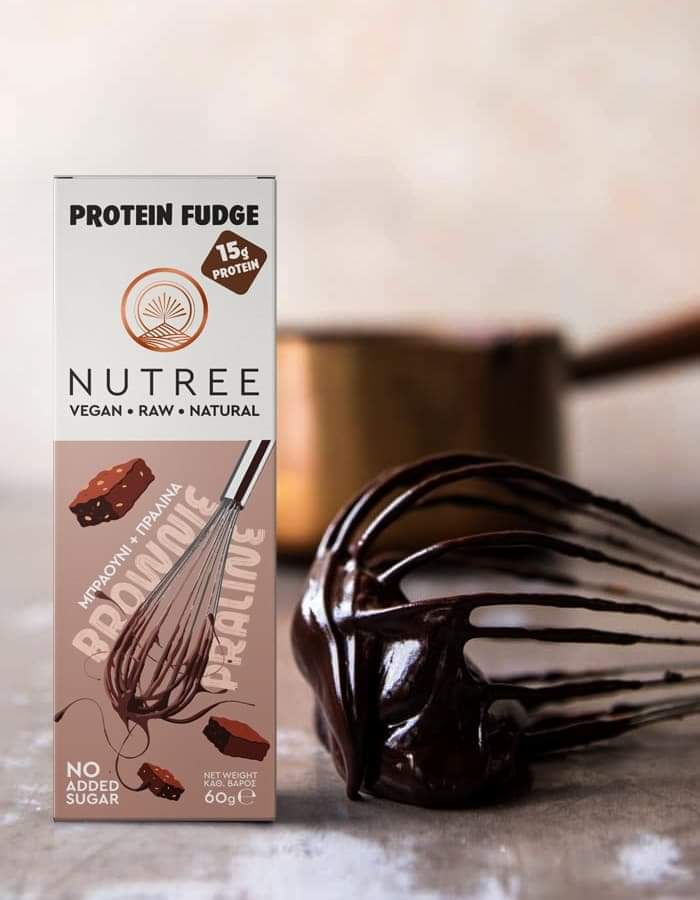 PROTEIN FUDGE
15g
PROTEIN
NUTREE
VEGAN • RAW • NATURAL
ΜΠΡΑΟΥΝΙ + ΠΡΑΛΙΝΑ
BROWNIE
PRALINE
NO
ADDED
SUGAR
NET WEIGHT
ΚΑΘ. ΒΑΡΟΣ
60g e